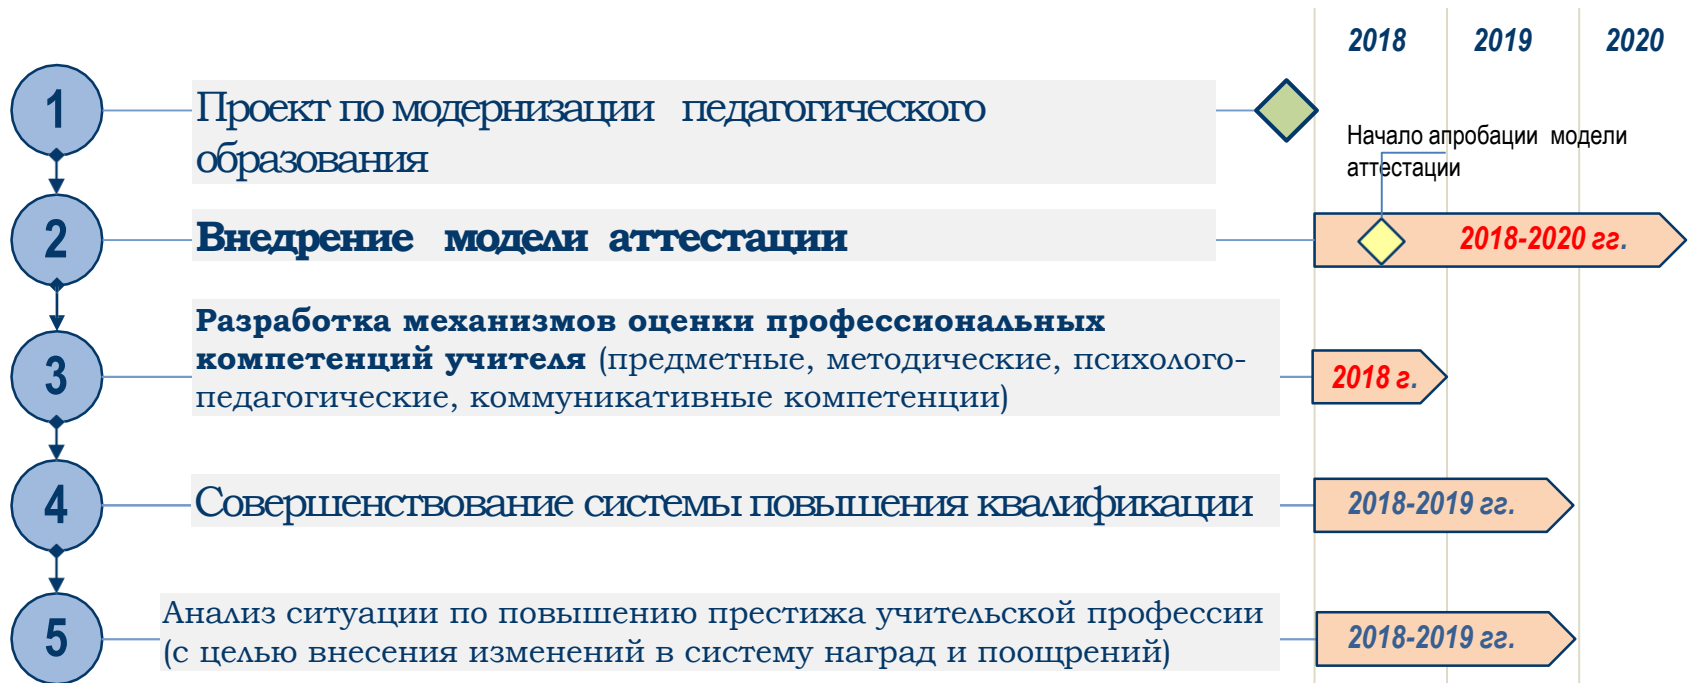 2018 2019 2020
1
Проект по модернизации педагогического
образования
Начало апробации модели
аттестации
2
Внедрение модели аттестации
2018-2020 гг.
3
Разработка механизмов оценки профессиональных
компетенций учителя (предметные, методические, психолого-
педагогические, коммуникативные компетенции)
2018 г.
4
Совершенствование системы повышения квалификации
2018-2019 гг.
5
Анализ ситуации по повышению престижа учительской профессии
(с целью внесения изменений в систему наград и поощрений)
2018-2019 гг.